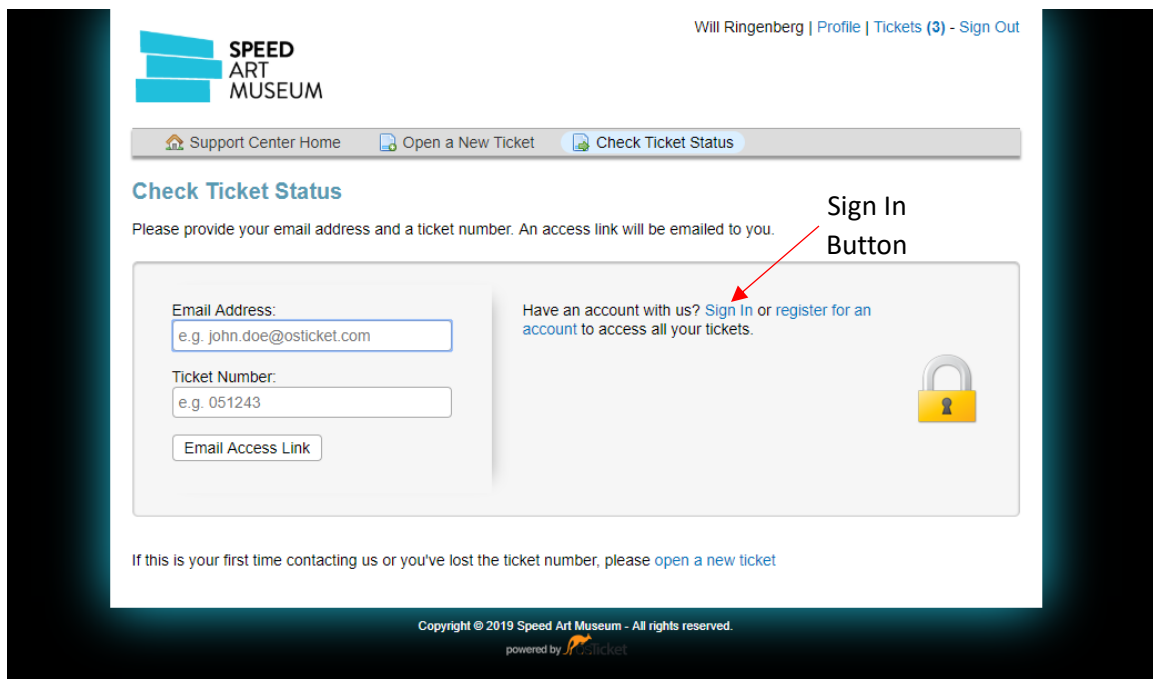 Will Ringenberg | Profile | Tickets (3) - Sign Out
SPEED
ART
MUSEUM
Support Center Home
Open a New Ticket
Check Ticket Status
Check Ticket Status
Please provide your email address and a ticket number. An access link will be emailed to you.
Sign In
Button
Email Address:
e.g. john.doe@osticket.com
Ticket Number:
e.g. 051243
Email Access Link
Have an account with us? Sign In or register for an
account to access all your tickets.
If this is your first time contacting us or you've lost the ticket number, please open a new ticket
Copyright © 2019 Speed Art Museum - All rights reserved.
powered by osTicket